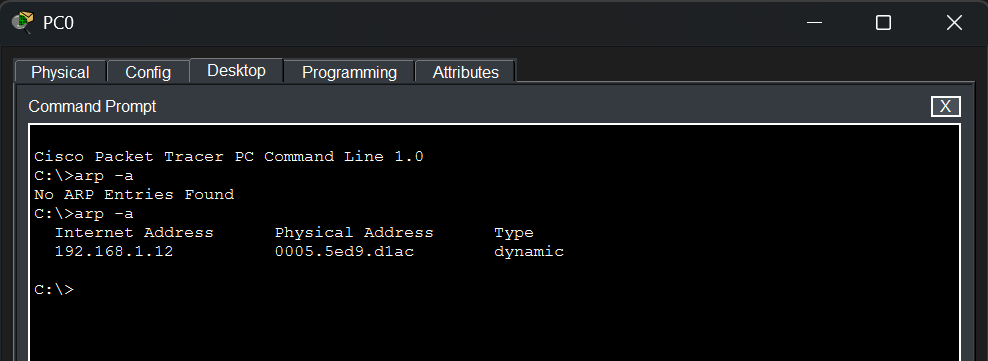 PC0
Physical Config Desktop Programming Attributes
Command Prompt X
Cisco Packet Tracer PC Command Line 1.0
C:\>arp -a
No ARP Entries Found
C:\>arp -a
Internet Address Physical Address Type
192.168.1.12 0005.5ed9.d1ac dynamic
C:\>